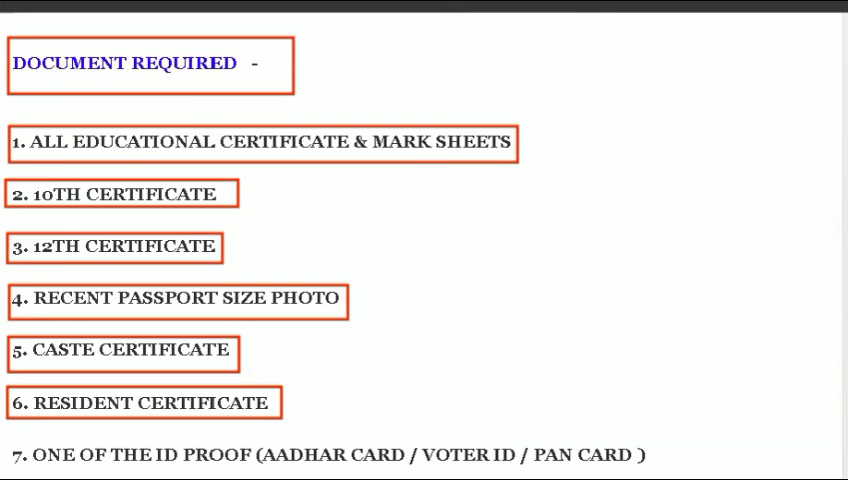 DOCUMENT REQUIRED -
1. ALL EDUCATIONAL CERTIFICATE & MARK SHEETS
2. 10TH CERTIFICATE
3. 12TH CERTIFICATE
4. RECENT PASSPORT SIZE PHOTO
5. CASTE CERTIFICATE
6. RESIDENT CERTIFICATE
7. ONE OF THE ID PROOF (AADHAR CARD / VOTER ID / PAN CARD )